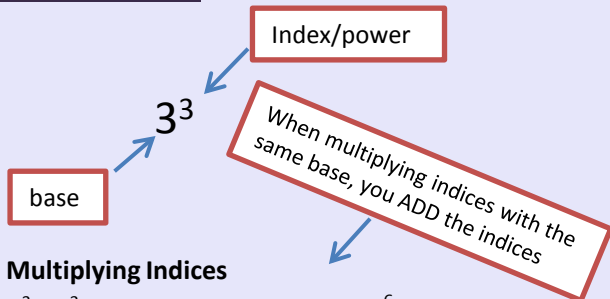 Index/power
3³
When multiplying indices with the
same base, you ADD the indices
base
Multiplying Indices